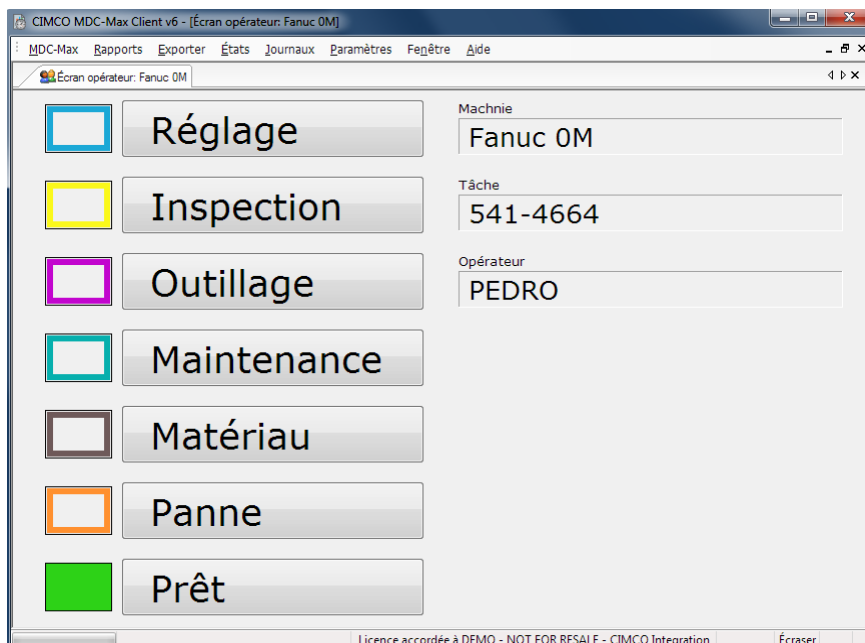 CIMCO MDC-Max Client v6 - [Écran opérateur: Fanuc 0M]
MDC-Max Rapports Exporter États Journaux Paramètres Fenêtre Aide
Écran opérateur: Fanuc 0M
Réglage
Machnie
Fanuc 0M
Inspection
Tâche
541-4664
Outillage
Opérateur
PEDRO
Maintenance
Matériau
Panne
Prêt
Licence accordée à DEMO - NOT FOR RESALE - CIMCO Integration Écraser